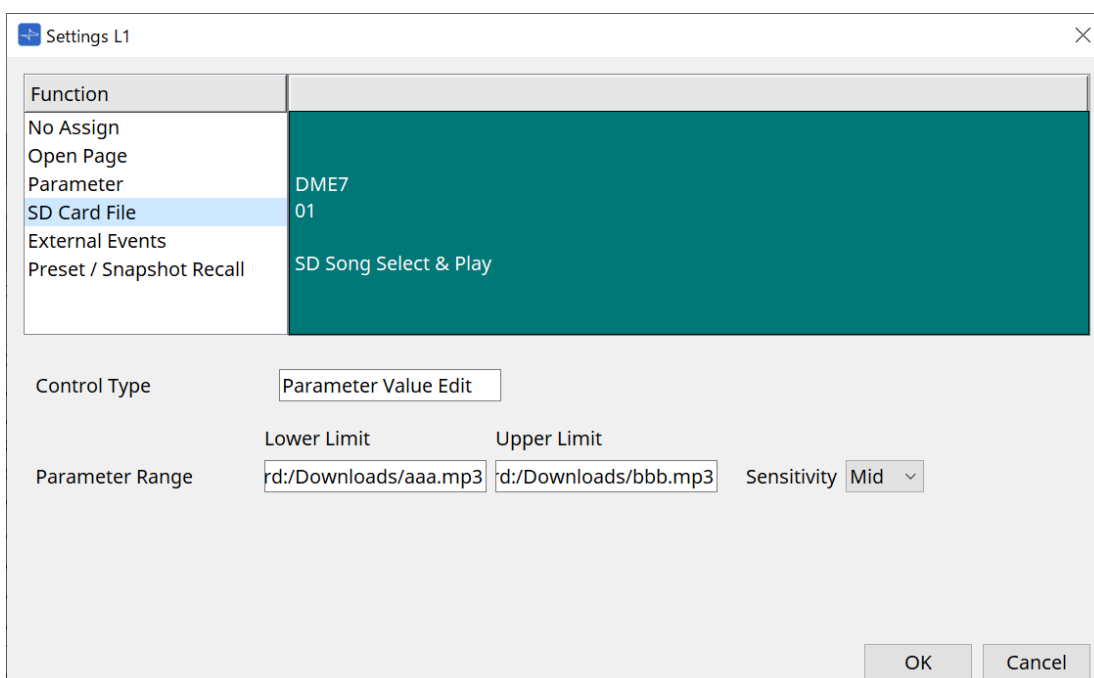 Settings L1
Function
No Assign
Open Page
Parameter
SD Card File
External Events
Preset / Snapshot Recall
DME7
01
SD Song Select & Play
Control Type
Parameter Value Edit
Lower Limit
Upper Limit
Parameter Range
rd:/Downloads/aaa.mp3
rd:/Downloads/bbb.mp3
Sensitivity
Mid
OK
Cancel